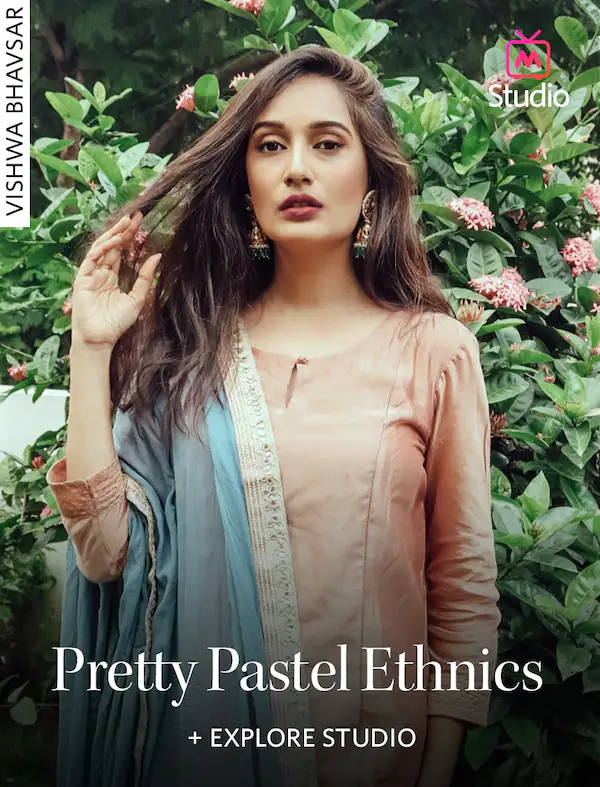 VISHWA BHAVSAR
M
Studio
Pretty Pastel Ethnics
+ EXPLORE STUDIO